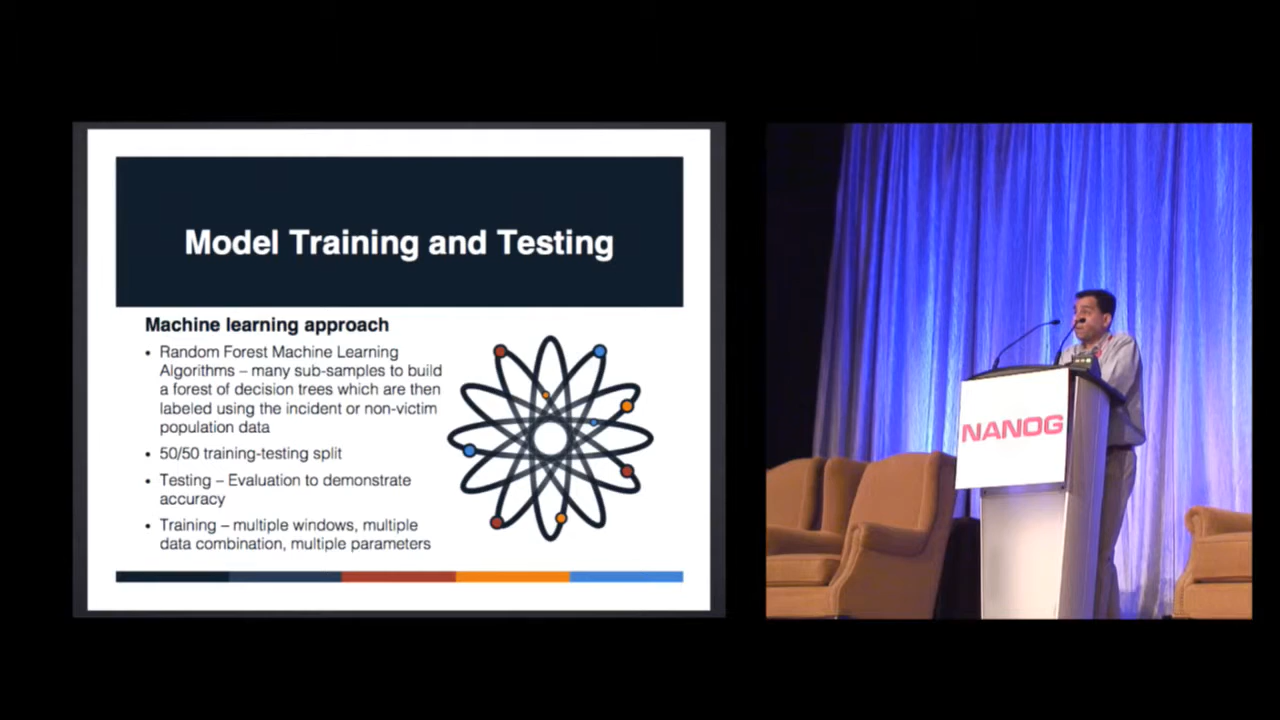 Model Training and Testing
Machine learning approach
• Random Forest Machine Learning
Algorithms – many sub-samples to build
a forest of decision trees which are then
labeled using the incident or non-victim
population data
• 50/50 training-testing split
• Testing – Evaluation to demonstrate
accuracy
• Training – multiple windows, multiple
data combination, multiple parameters
NANOG